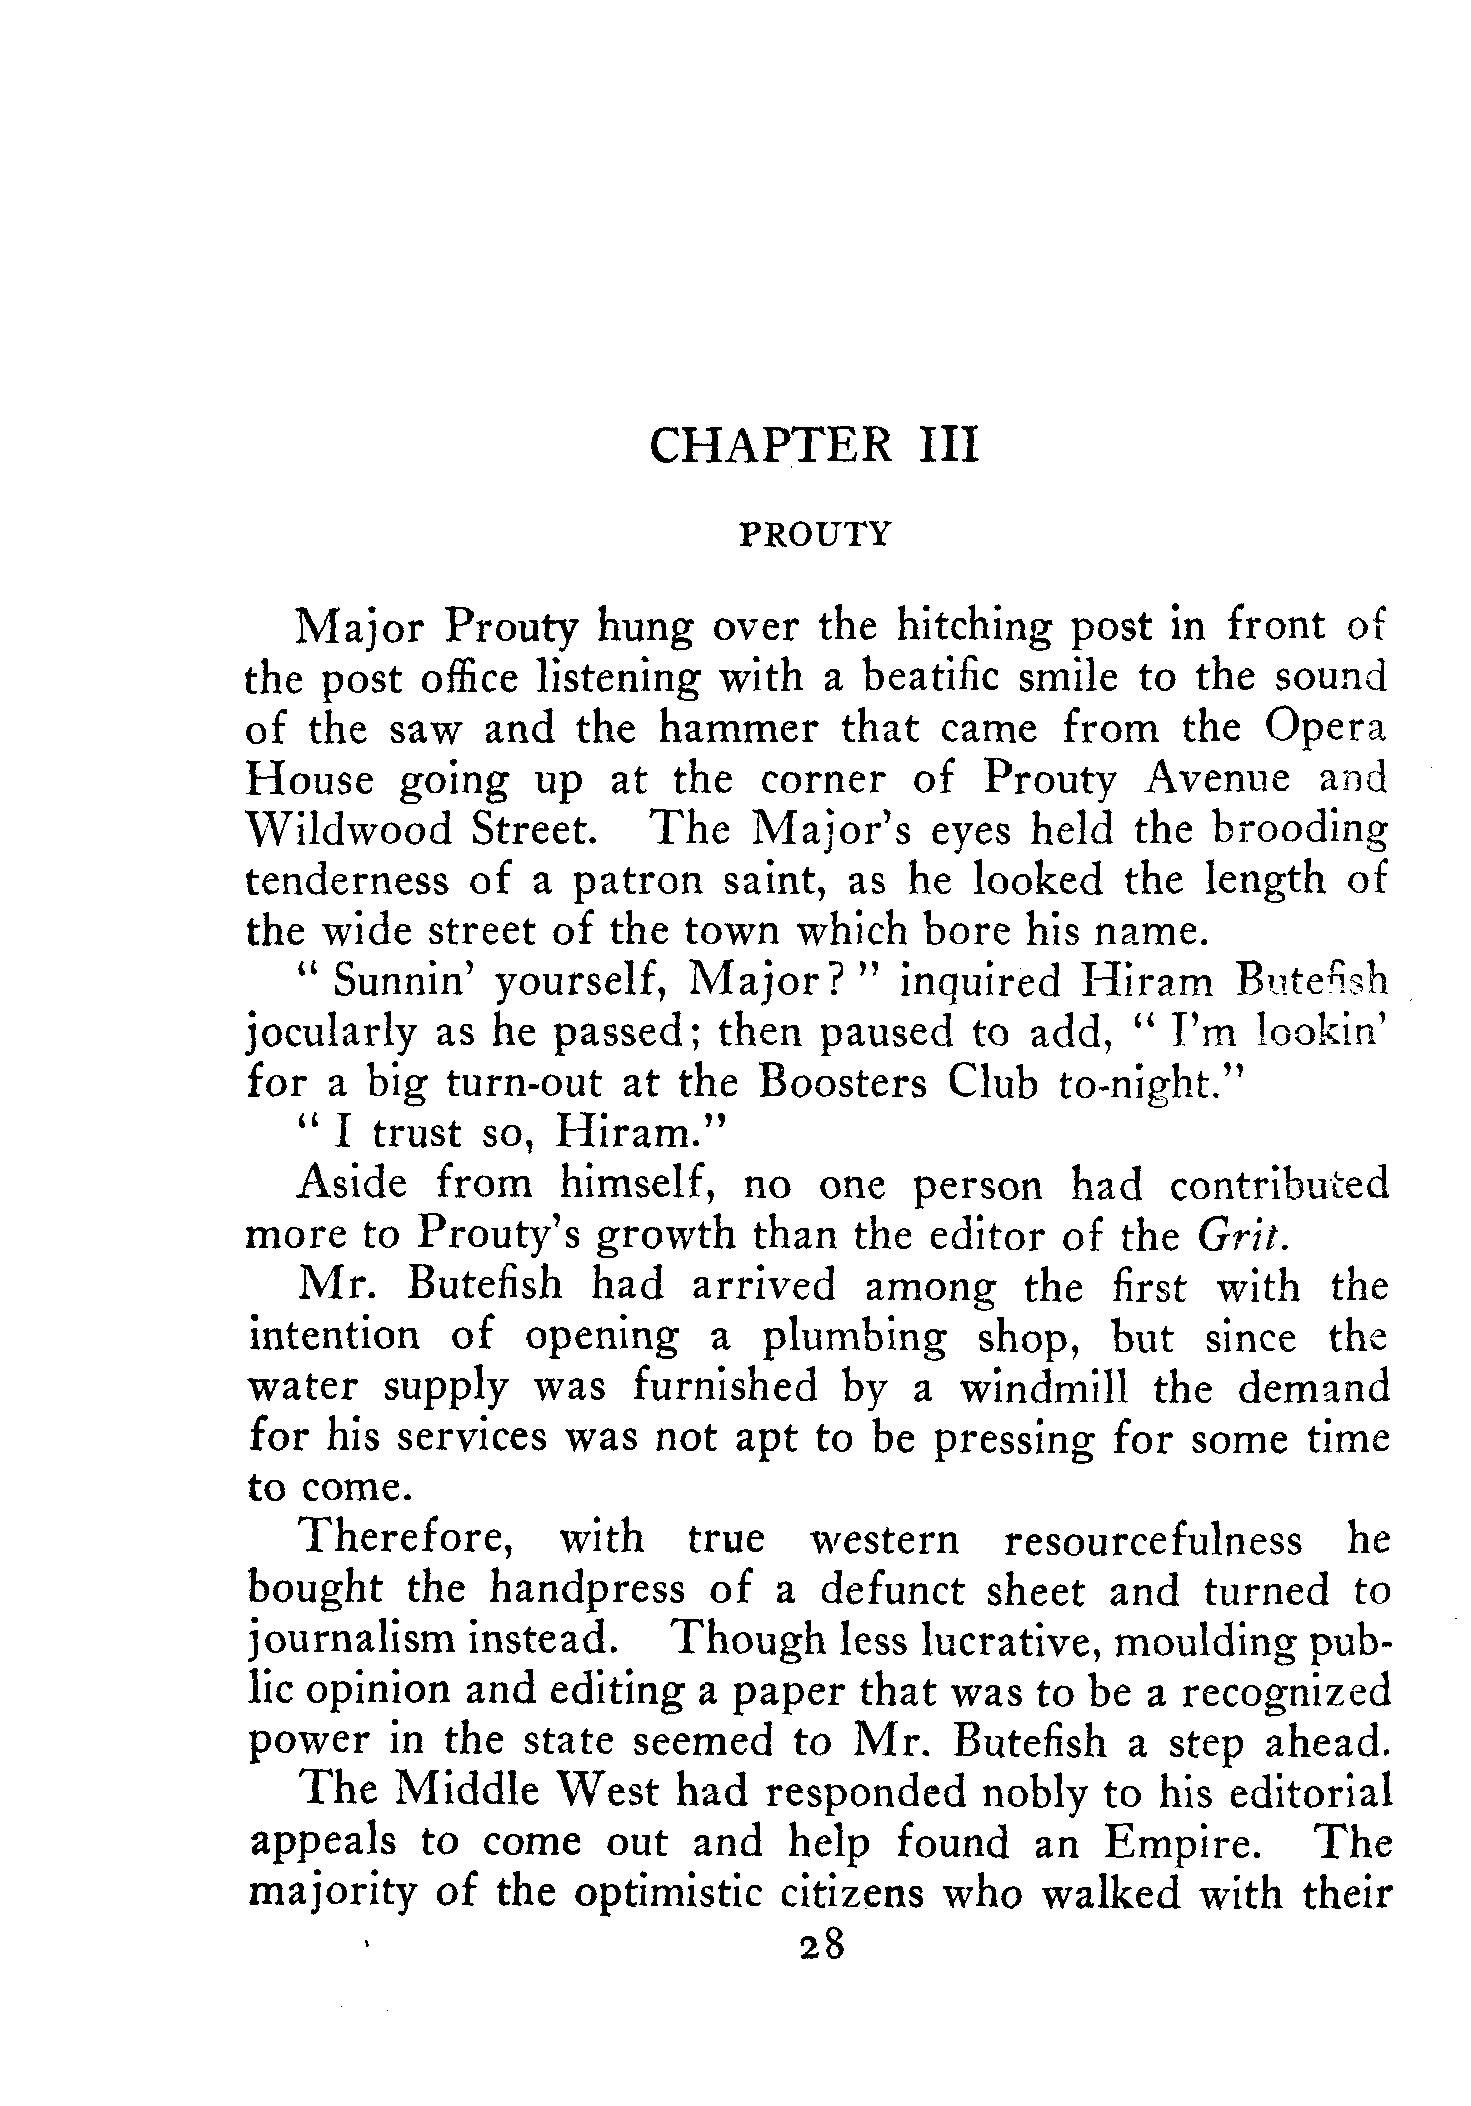 CHAPTER III
PROUTY
Major Prouty hung over the hitching post in front of
the post office listening with a beatific smile to the sound
of the saw and the hammer that came from the Opera
House going up at the corner of Prouty Avenue and
Wildwood Street. The Major's eyes held the brooding
tenderness of a patron saint, as he looked the length of
the wide street of the town which bore his name.
" Sunnin' yourself, Major? " inquired Hiram Butefish
jocularly as he passed; then paused to add, " I'm lookin'
for a big turn-out at the Boosters Club to-night."
" I trust so, Hiram."
Aside from himself, no one person had contributed
more to Prouty's growth than the editor of the Grit.
Mr. Butefish had arrived among the first with the
intention of opening a plumbing shop, but since the
water supply was furnished by a windmill the demand
for his services was not apt to be pressing for some time
to come.
Therefore, with true western resourcefulness he
bought the handpress of a defunct sheet and turned to
journalism instead. Though less lucrative, moulding pub-
lic opinion and editing a paper that was to be a recognized
power in the state seemed to Mr. Butefish a step ahead.
The Middle West had responded nobly to his editorial
appeals to come out and help found an Empire. The
majority of the optimistic citizens who walked with their
28